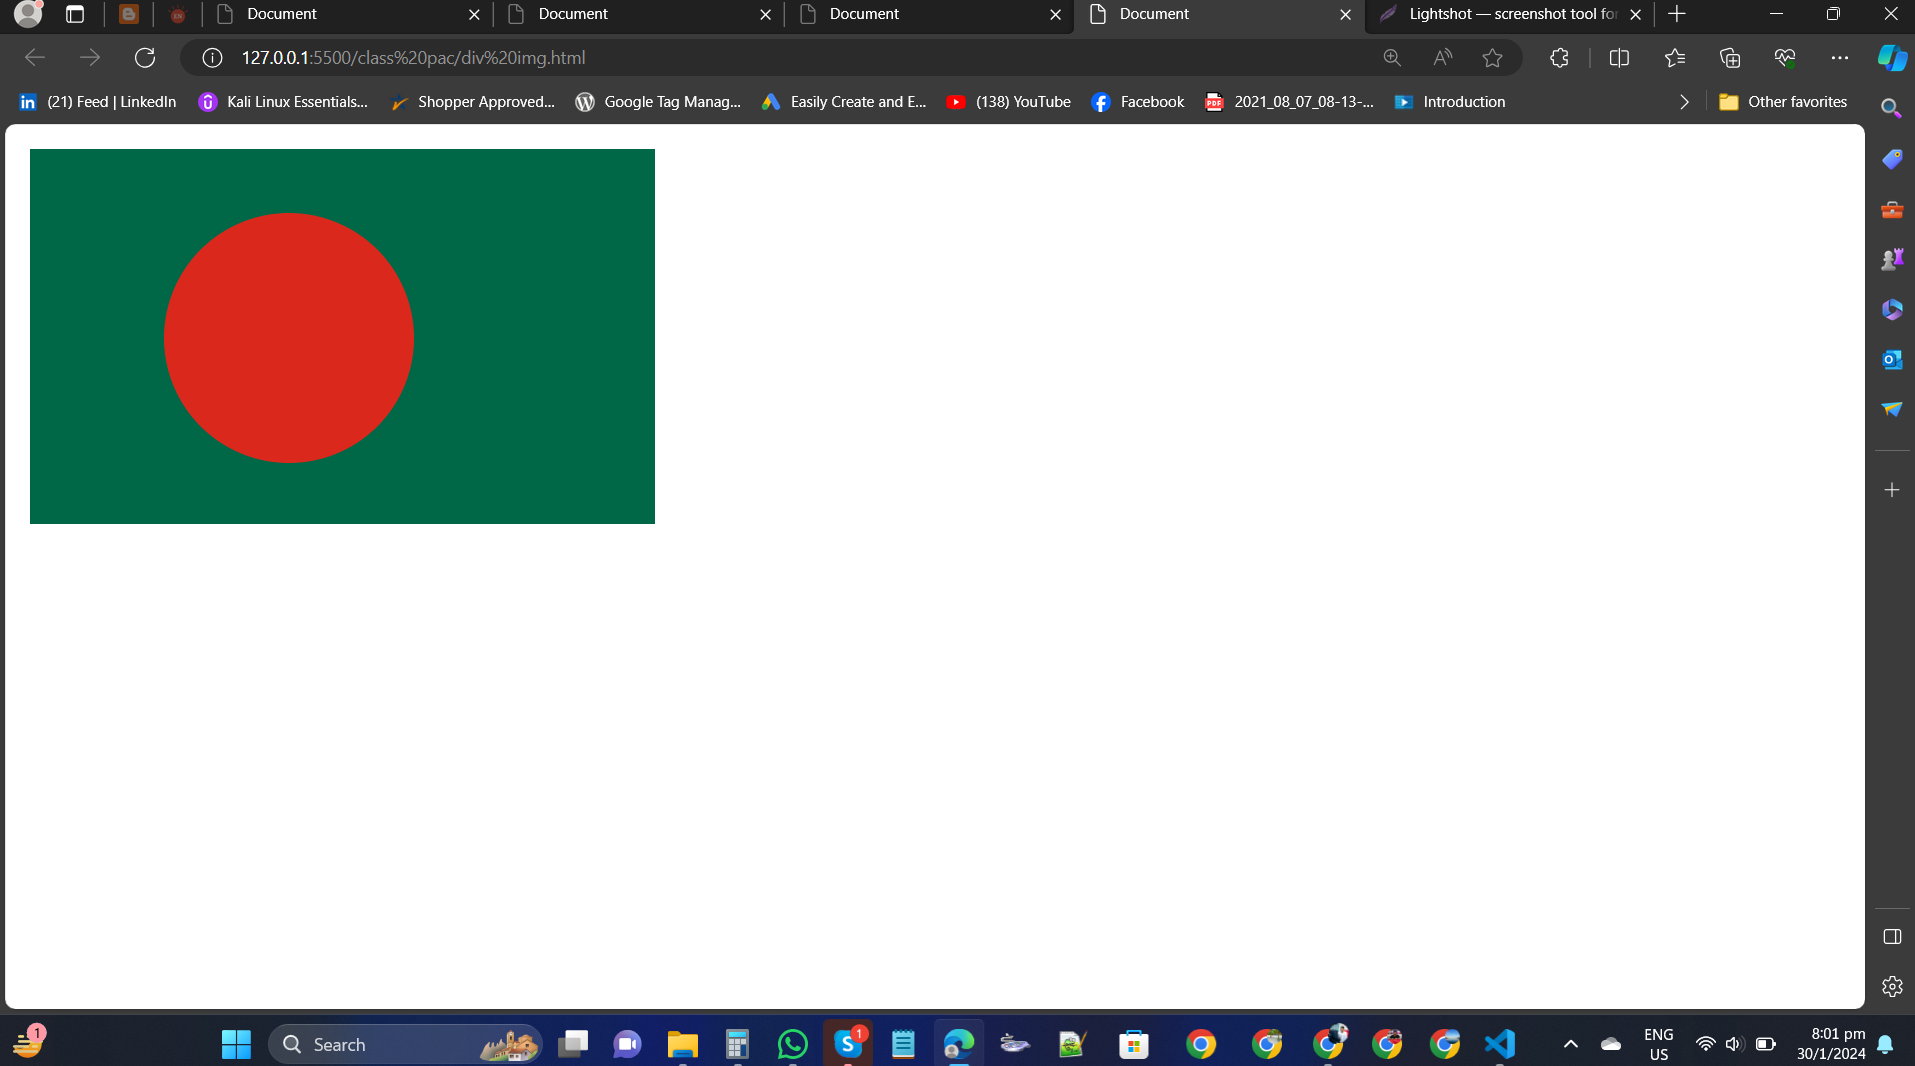 Document
Document
Document
Document
Lightshot — screenshot tool for
127.0.0.1:5500/class%20pac/div%20img.html
(21) Feed | LinkedIn
Kali Linux Essentials...
Shopper Approved...
Google Tag Manag...
Easily Create and E...
(138) YouTube
Facebook
PDF
2021_08_07_08-13-...
Introduction
Other favorites
1
Search
1
ENG
US
8:01 pm
30/1/2024